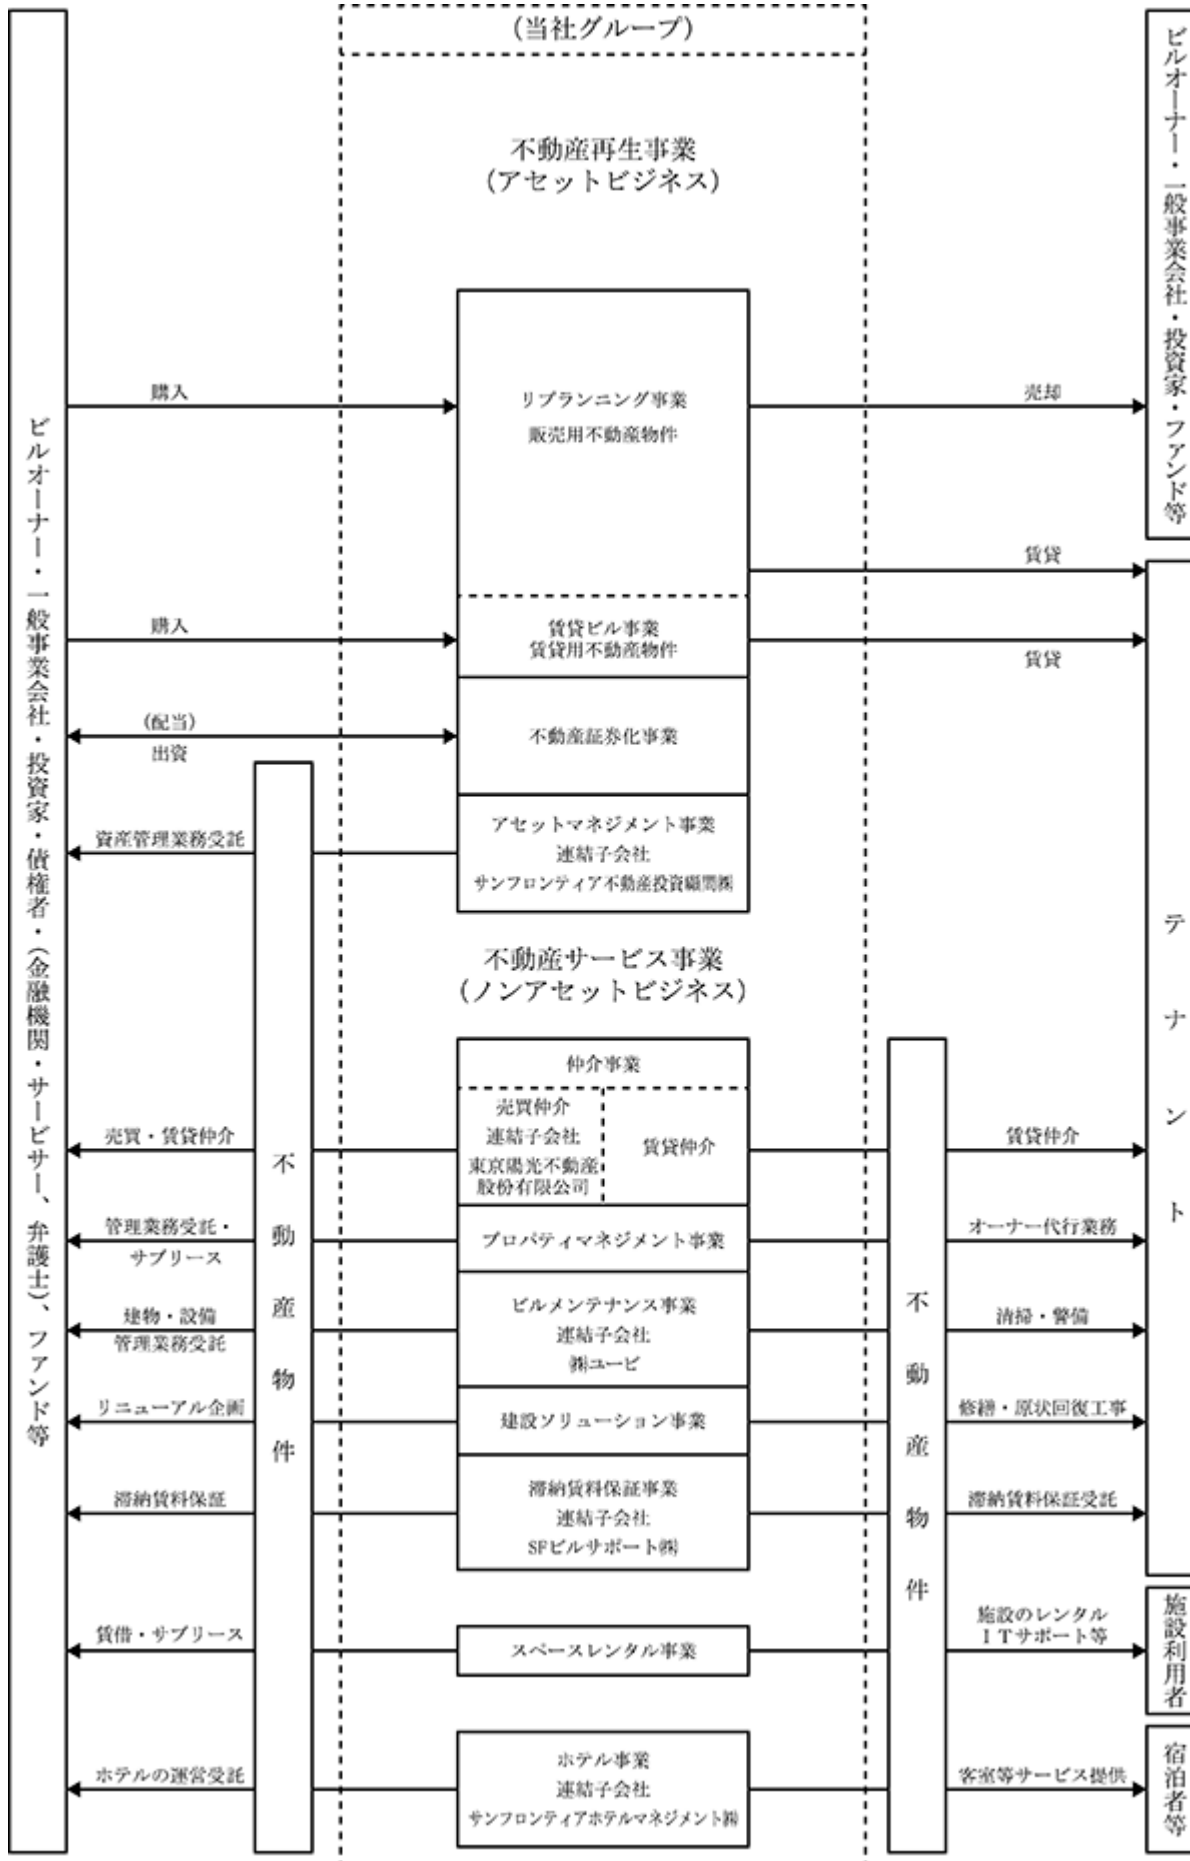 (当社グループ)
不動産再生事業
(アセットビジネス)
ビルオーナー・一般事業会社・投資家・債権者・(金融機関・サービサー、弁護士)、ファンド等
ビルオーナー・一般事業会社・投資家・ファンド等
購入
リプランニング事業
販売用不動産物件
売却
賃貸
購入
賃貸ビル事業
賃貸用不動産物件
賃貸
(配当)
出資
不動産証券化事業
資産管理業務受託
アセットマネジメント事業
連結子会社
サンフロンティア不動産投資顧問㈱
テナント
不動産サービス事業
(ノンアセットビジネス)
不動産物件
不動産物件
仲介事業
売買・賃貸仲介
売買仲介
連結子会社
東京陽光不動産
股份有限公司
賃貸仲介
賃貸仲介
管理業務受託・
サブリース
プロパティマネジメント事業
オーナー代行業務
建物・設備
管理業務受託
ビルメンテナンス事業
連結子会社
㈱ユービ
清掃・警備
リニューアル企画
建設ソリューション事業
修繕・原状回復工事
滞納賃料保証
滞納賃料保証事業
連結子会社
SFビルサポート㈱
滞納賃料保証受託
賃借・サブリース
スペースレンタル事業
施設のレンタル
ITサポート等
施設利用者
ホテルの運営受託
ホテル事業
連結子会社
サンフロンティアホテルマネジメント㈱
客室等サービス提供
宿泊者等